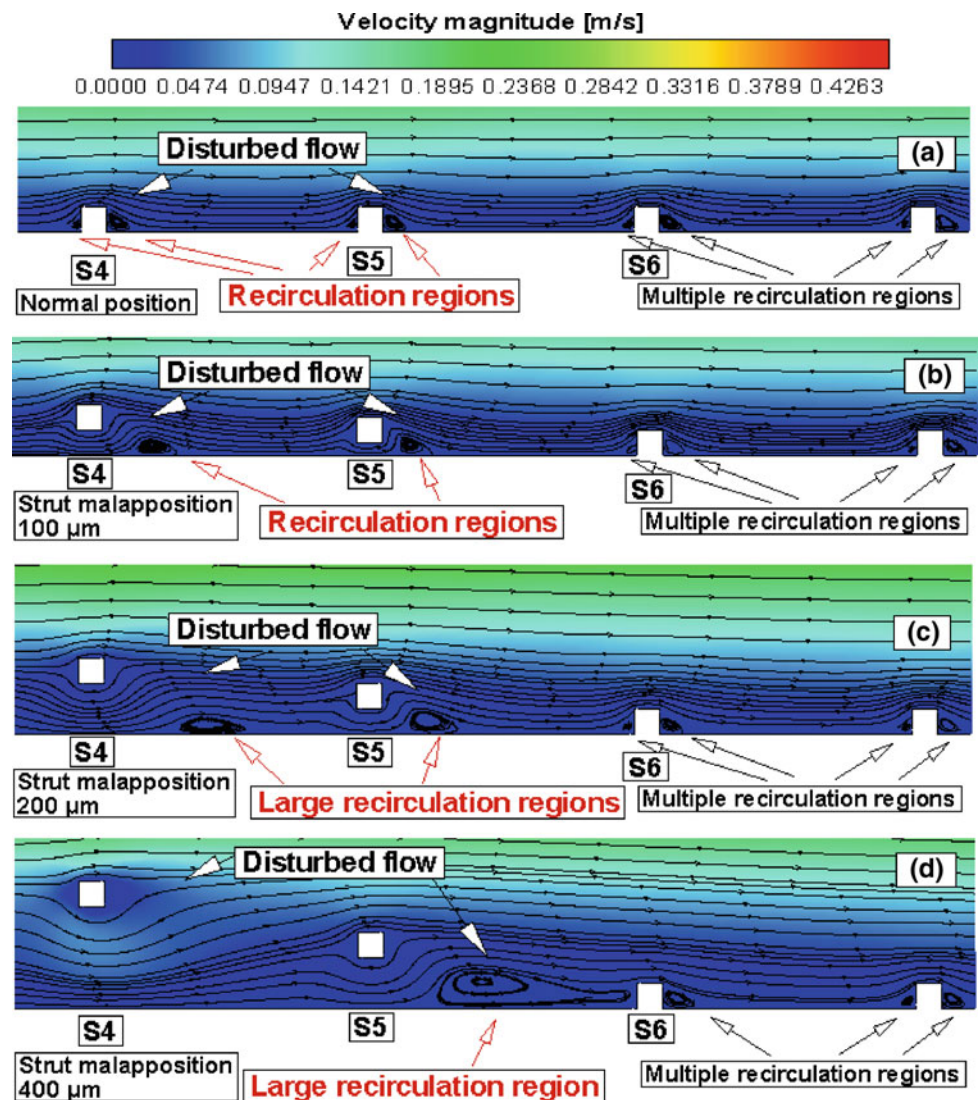 Velocity magnitude [m/s]
0.0000 0.0474 0.0947 0.1421 0.1895 0.2368 0.2842 0.3316 0.3789 0.4263
Disturbed flow
(a)
S4
S5
S6
Normal position
Recirculation regions
Multiple recirculation regions
Disturbed flow
(b)
S4
S5
S6
Strut malapposition
100 µm
Recirculation regions
Multiple recirculation regions
Disturbed flow
(c)
S4
S5
S6
Strut malapposition
200 µm
Large recirculation regions
Multiple recirculation regions
Disturbed flow
(d)
S4
S5
S6
Strut malapposition
400 µm
Large recirculation region
Multiple recirculation regions